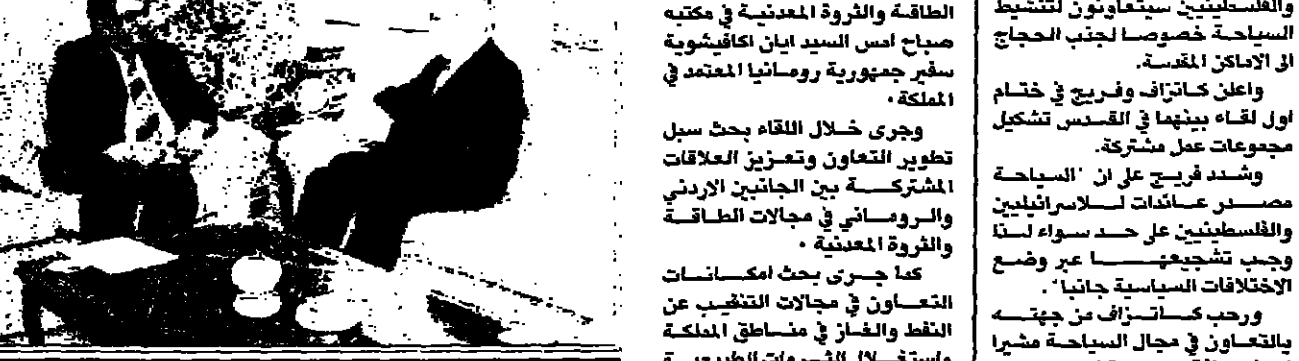 والفلسطينيين سيتعاونون لتنشيط
السياحة خصوصا لجذب الحجاج
الى الاماكن المقدسة.
واعلن كاتزاف وفريج في ختام
اول لقاء بينهما في القدس تشكيل
مجموعات عمل مشتركة.
وشدد فريج على ان "السياحة
مصدر عائدات للاسرائيليين
والفلسطينيين على حد سواء لذا
وجب تشجيعها عبر وضع
الاختلافات السياسية جانبا".
ورحب كاتزاف من جهته
بالتعاون في مجال السياحة مشيرا
الطاقة والثروة المعدنية في مكتبه
صباح امس السيد ايان اكافيشوية
سفير جمهورية رومانيا المعتمد في
المملكة.
وجرى خلال اللقاء بحث سبل
تطوير التعاون وتعزيز العلاقات
المشتركة بين الجانبين الاردني
والروماني في مجالات الطاقة
والثروة المعدنية.
كما جرى بحث امكانات
التعاون في مجالات التنقيب عن
النفط والغاز في مناطق المملكة
واستغلال الثروات الطبيعية